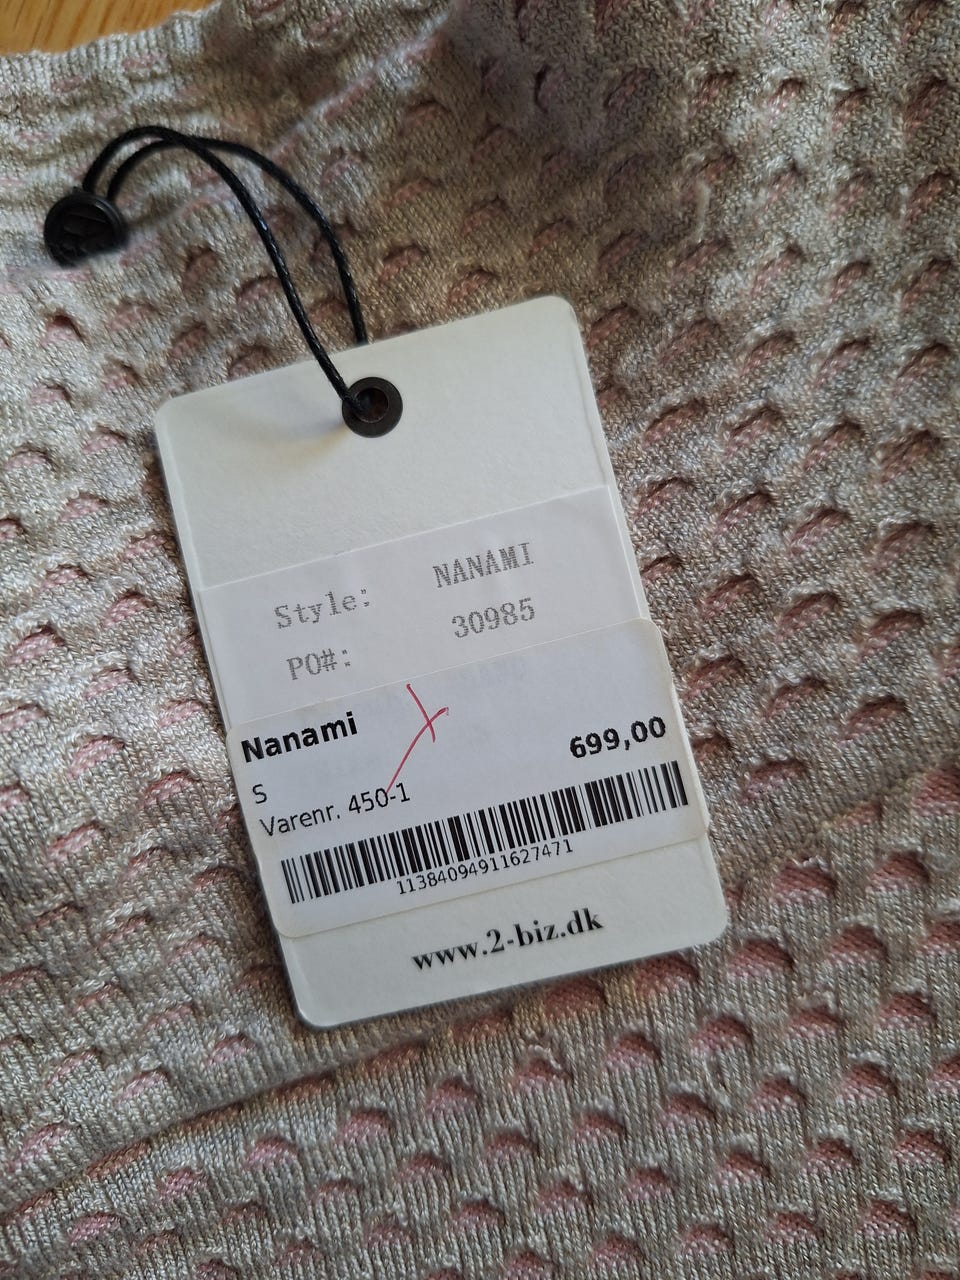 Style: NANAMI
PO#: 30985
Nanami
S 699,00
Varenr. 450-1
11384094911627471
www.2-biz.dk